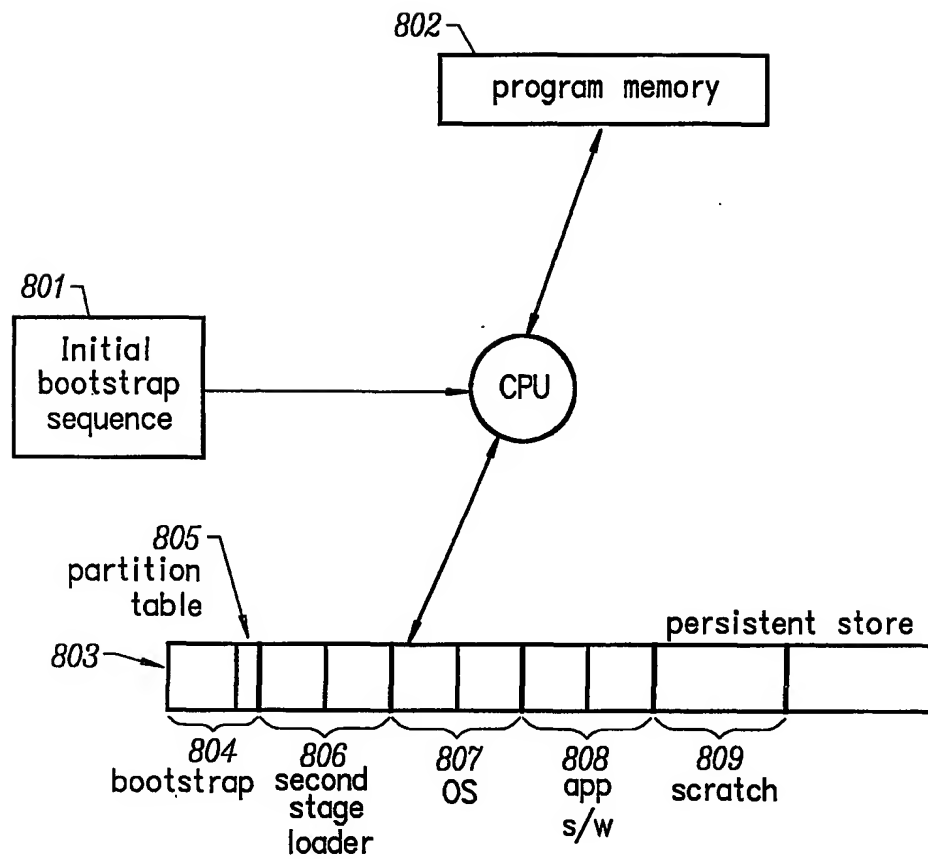 802
program memory
801
Initial
bootstrap
sequence
CPU
805
partition
table
persistent store
803
804
bootstrap
806
second
stage
loader
807
OS
808
app
s/w
809
scratch